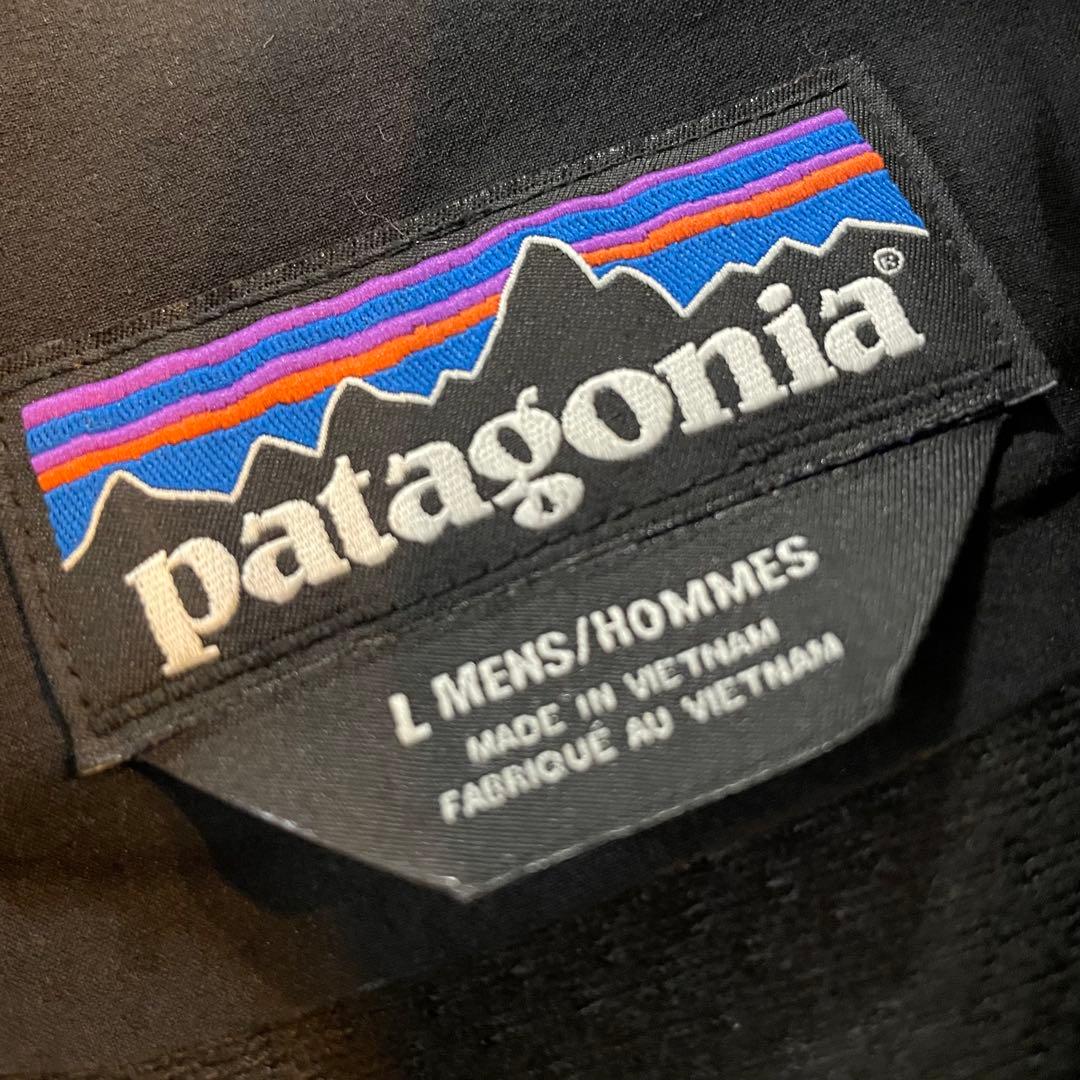 patagonia®
L MENS/HOMMES
MADE IN VIETNAM
FABRIQUÉ AU VIETNAM